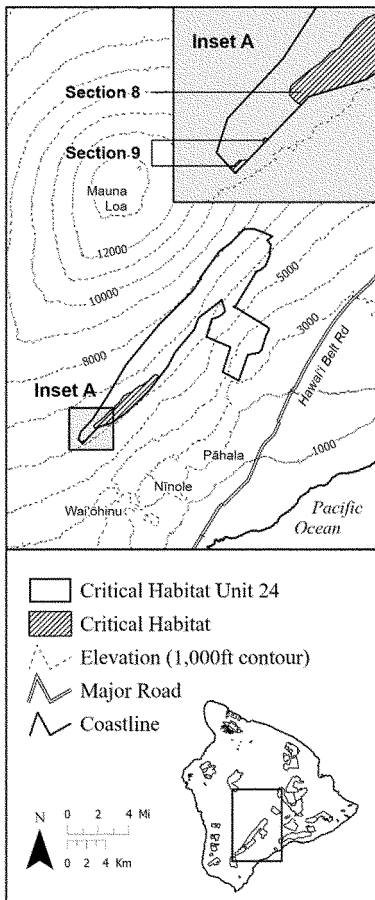 Inset A
Section 8
Section 9
Mauna
Loa
12000
10000
8000
5000
3000
Hawai‘i Belt Rd
Inset A
1000
Pāhala
Nīnole
Wai‘ōhinu
Pacific
Ocean
Critical Habitat Unit 24
Critical Habitat
Elevation (1,000ft contour)
Major Road
Coastline
N
0 2 4 Mi
0 2 4 Km